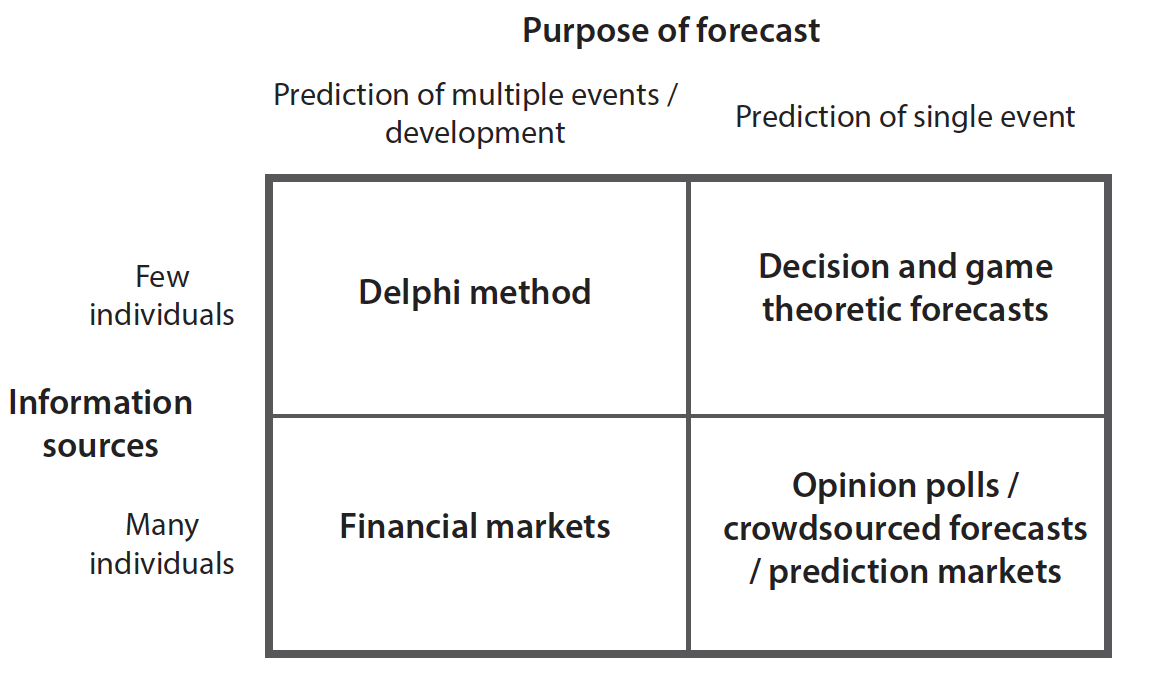 Purpose of forecast
Prediction of multiple events /
development
Prediction of single event
Few
individuals
Delphi method
Decision and game
theoretic forecasts
Information
sources
Many
individuals
Financial markets
Opinion polls /
crowdsourced forecasts
/ prediction markets